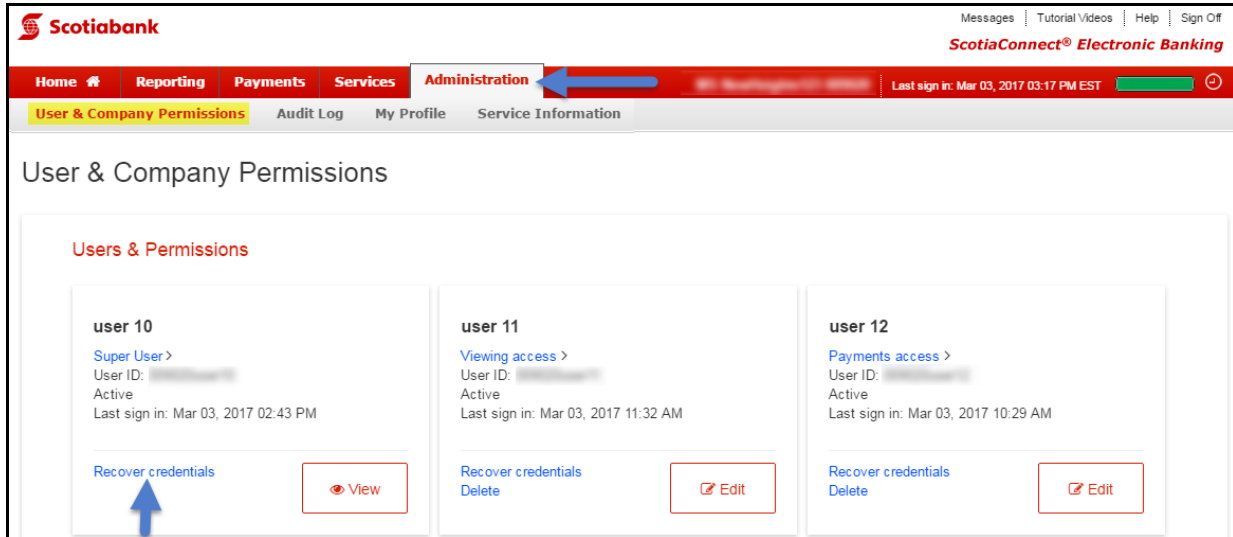 Scotiabank
Messages Tutorial Videos Help Sign Off
ScotiaConnect® Electronic Banking
Home Reporting Payments Services Administration
Last sign in: Mar 03, 2017 03:17 PM EST
User & Company Permissions Audit Log My Profile Service Information
User & Company Permissions
Users & Permissions
user 10
Super User >
User ID:
Active
Last sign in: Mar 03, 2017 02:43 PM
Recover credentials
View
user 11
Viewing access >
User ID:
Active
Last sign in: Mar 03, 2017 11:32 AM
Recover credentials
Delete
Edit
user 12
Payments access >
User ID:
Active
Last sign in: Mar 03, 2017 10:29 AM
Recover credentials
Delete
Edit